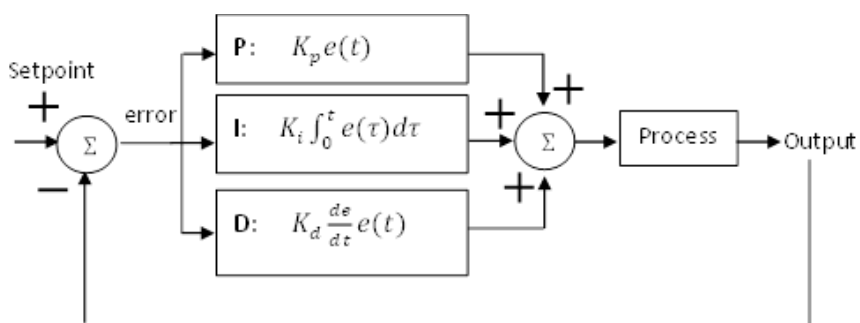 Setpoint
+
−
Σ
error
P: K_p e(t)
I: K_i ∫_0^t e(τ)dτ
D: K_d de/dt e(t)
+
+
+
Σ
Process
Output